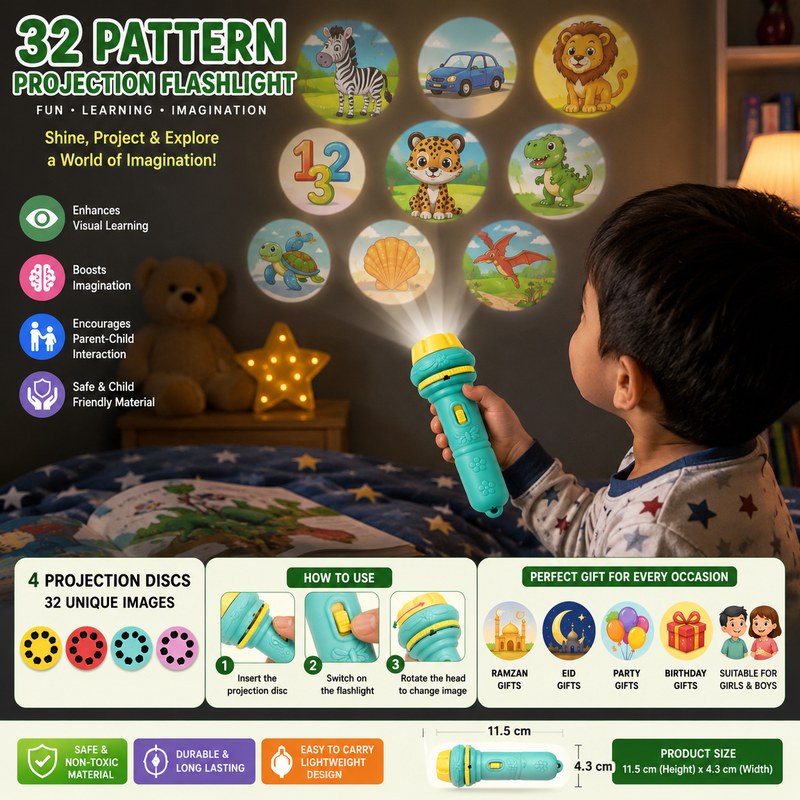 32 PATTERN
PROJECTION FLASHLIGHT
FUN • LEARNING • IMAGINATION
Shine, Project & Explore
a World of Imagination!
Enhances
Visual Learning
Boosts
Imagination
Encourages
Parent-Child
Interaction
Safe & Child
Friendly Material
1 2
3
4 PROJECTION DISCS
32 UNIQUE IMAGES
HOW TO USE
1
Insert the
projection disc
2
Switch on
the flashlight
3
Rotate the head
to change image
PERFECT GIFT FOR EVERY OCCASION
RAMZAN
GIFTS
EID
GIFTS
PARTY
GIFTS
BIRTHDAY
GIFTS
SUITABLE FOR
GIRLS & BOYS
SAFE &
NON-TOXIC
MATERIAL
DURABLE &
LONG LASTING
EASY TO CARRY
LIGHTWEIGHT
DESIGN
11.5 cm
4.3 cm
PRODUCT SIZE
11.5 cm (Height) x 4.3 cm (Width)